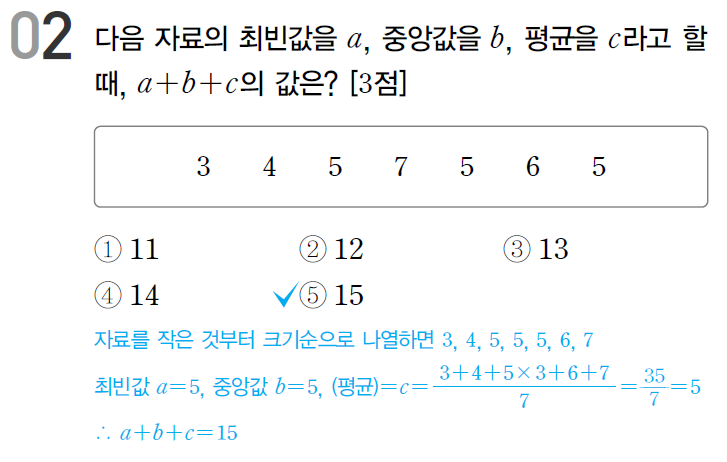 02 다음 자료의 최빈값을 a, 중앙값을 b, 평균을 c라고 할
때, a+b+c의 값은? [3점]
3 4 5 7 5 6 5
① 11 ② 12 ③ 13
④ 14 ✓⑤ 15
자료를 작은 것부터 크기순으로 나열하면 3, 4, 5, 5, 5, 6, 7
최빈값 a=5, 중앙값 b=5, (평균)=c=\frac{3+4+5×3+6+7}{7}=\frac{35}{7}=5
∴ a+b+c=15